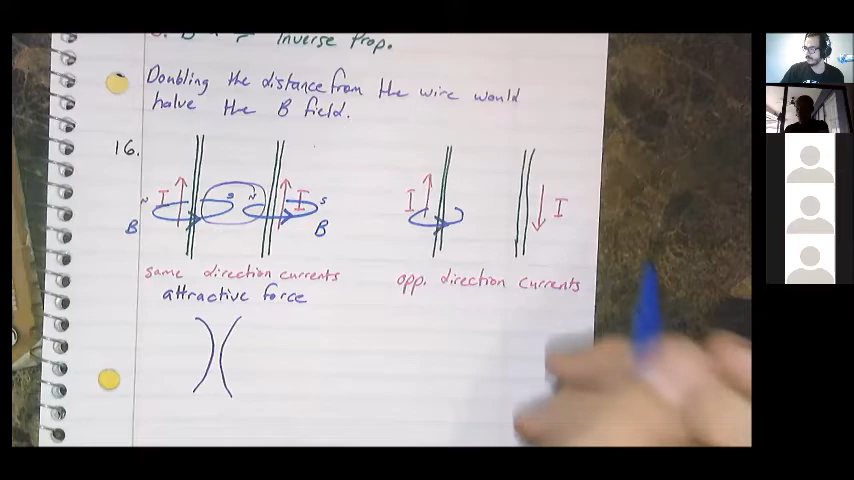 Inverse Prop.
Doubling the distance from the wire would
halve the B field.
16.
N I S N I S
B B
I I
same direction currents
attractive force
opp. direction currents